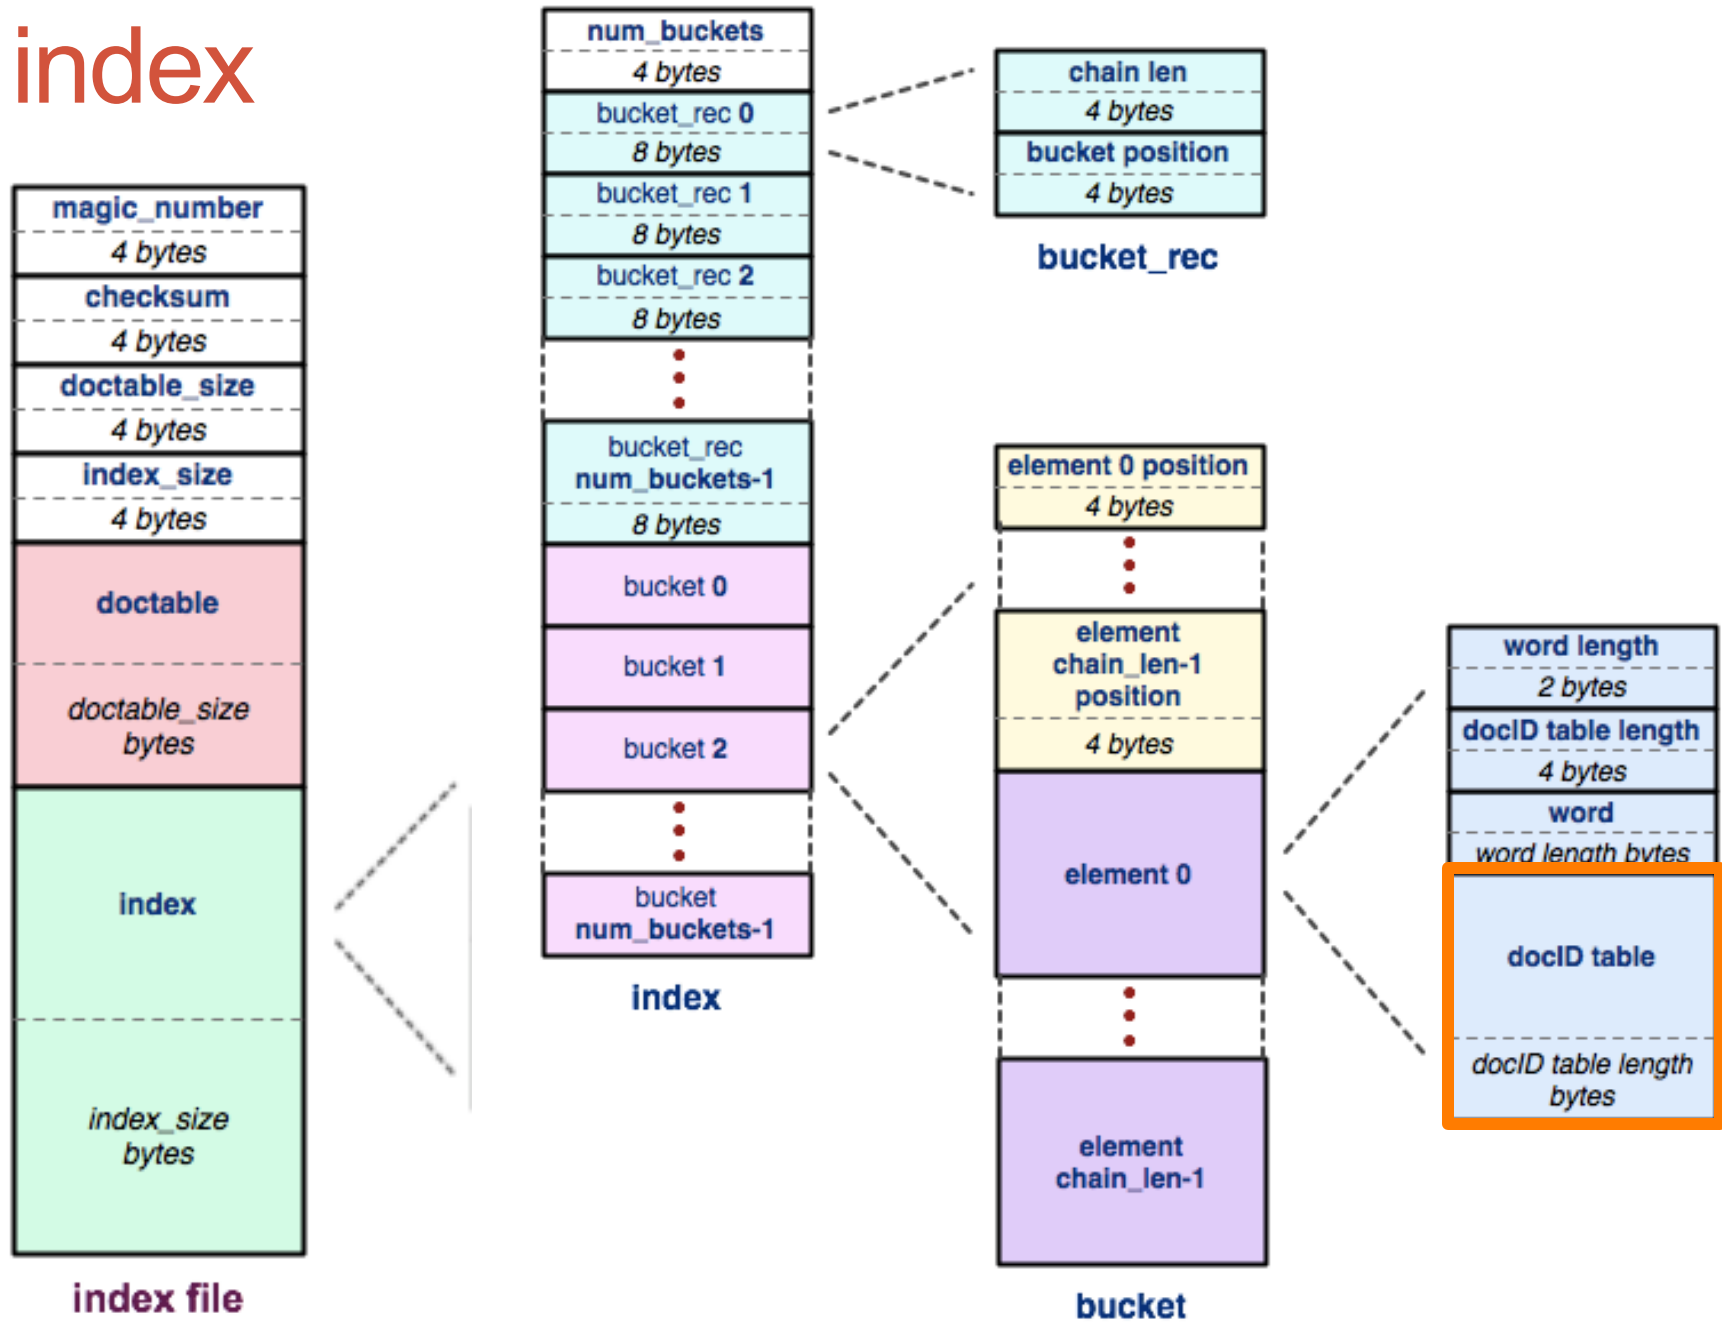 index
magic_number
4 bytes
checksum
4 bytes
doctable_size
4 bytes
index_size
4 bytes
doctable
doctable_size
bytes
index
index_size
bytes
index file
num_buckets
4 bytes
bucket_rec 0
8 bytes
bucket_rec 1
8 bytes
bucket_rec 2
8 bytes
bucket_rec
num_buckets-1
8 bytes
bucket 0
bucket 1
bucket 2
bucket
num_buckets-1
index
chain len
4 bytes
bucket position
4 bytes
bucket_rec
element 0 position
4 bytes
element
chain_len-1
position
4 bytes
element 0
element
chain_len-1
bucket
word length
2 bytes
docID table length
4 bytes
word
word length bytes
docID table
docID table length
bytes